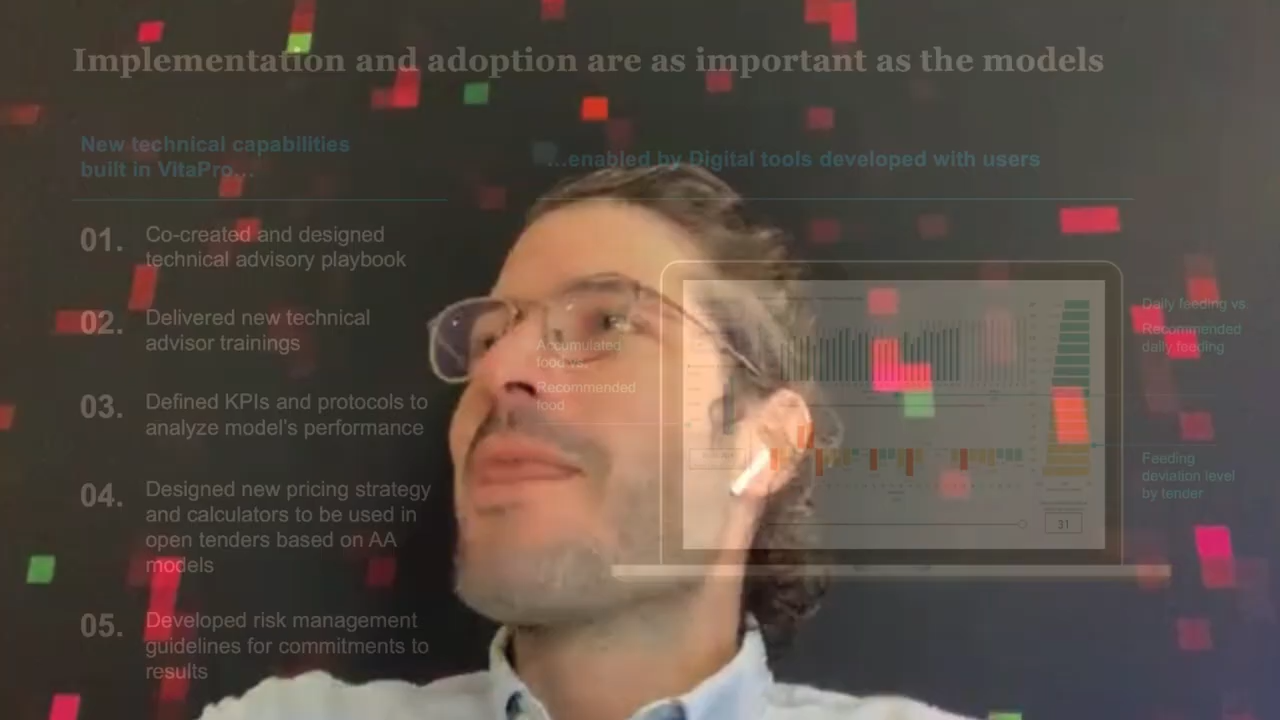 Implementation and adoption are as important as the models
New technical capabilities
built in VitaPro...
...enabled by Digital tools developed with users
01.
Co-created and designed
technical advisory playbook
02.
Delivered new technical
advisor trainings
03.
Defined KPIs and protocols to
analyze model's performance
04.
Designed new pricing strategy
and calculators to be used in
open tenders based on AA
models
05.
Developed risk management
guidelines for commitments to
results
Accumulated
food vs.
Recommended
food
Daily feeding vs.
Recommended
daily feeding
Feeding
deviation level
by tender
31